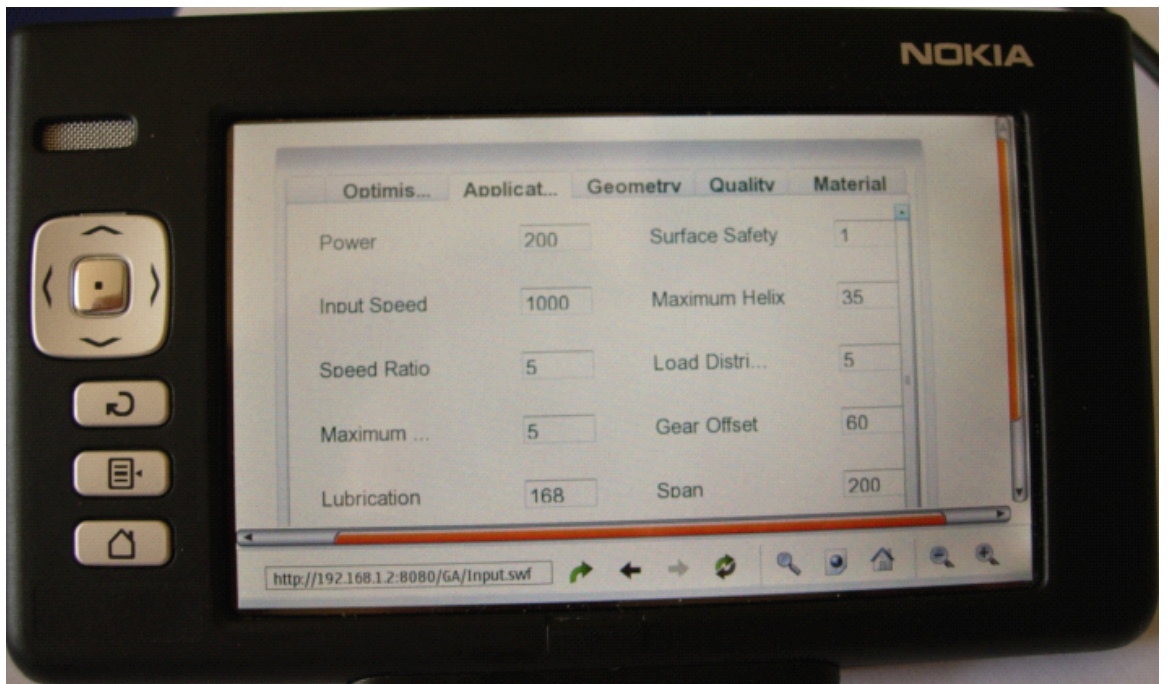 NOKIA
Optimis... Applicat... Geometry Quality Material
Power 200 Surface Safety 1
Input Speed 1000 Maximum Helix 35
Speed Ratio 5 Load Distri... 5
Maximum ... 5 Gear Offset 60
Lubrication 168 Span 200
http://192.168.1.2:8080/GA/Input.swf